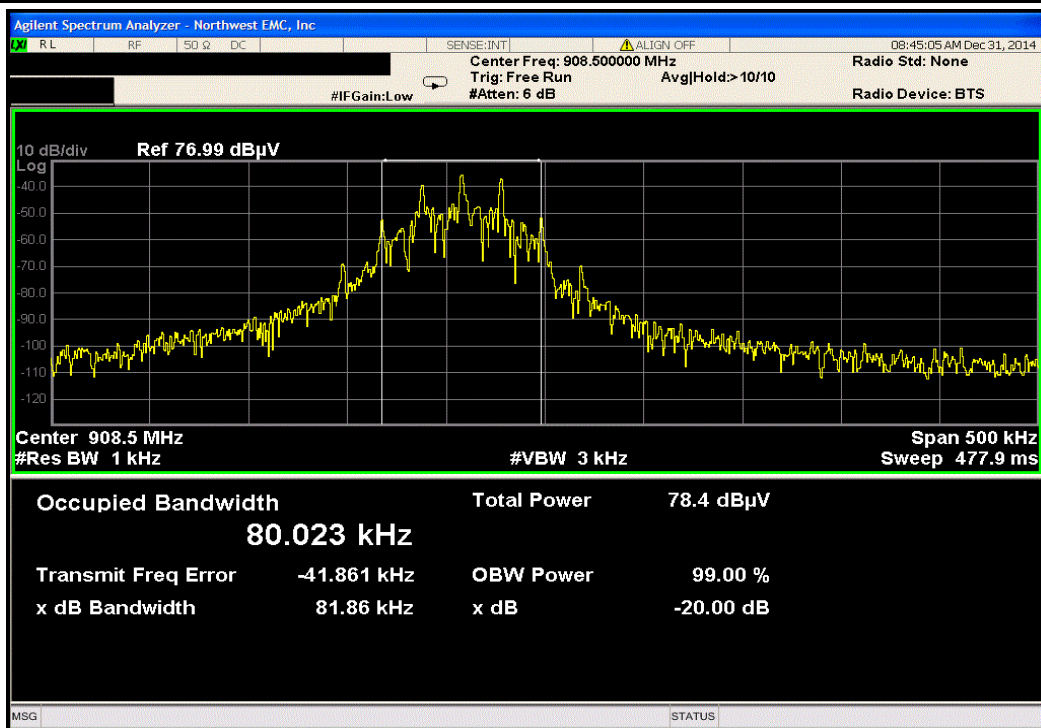 Agilent Spectrum Analyzer - Northwest EMC, Inc
LXI RL RF 50 Ω DC SENSE:INT ALIGN OFF 08:45:05 AM Dec 31, 2014
Center Freq: 908.500000 MHz Radio Std: None
Trig: Free Run Avg|Hold:>10/10
#IFGain:Low #Atten: 6 dB Radio Device: BTS
10 dB/div Ref 76.99 dBµV
Log
-40.0
-50.0
-60.0
-70.0
-80.0
-90.0
-100
-110
-120
Center 908.5 MHz Span 500 kHz
#Res BW 1 kHz #VBW 3 kHz Sweep 477.9 ms
Occupied Bandwidth Total Power 78.4 dBµV
80.023 kHz
Transmit Freq Error -41.861 kHz OBW Power 99.00 %
x dB Bandwidth 81.86 kHz x dB -20.00 dB
MSG STATUS